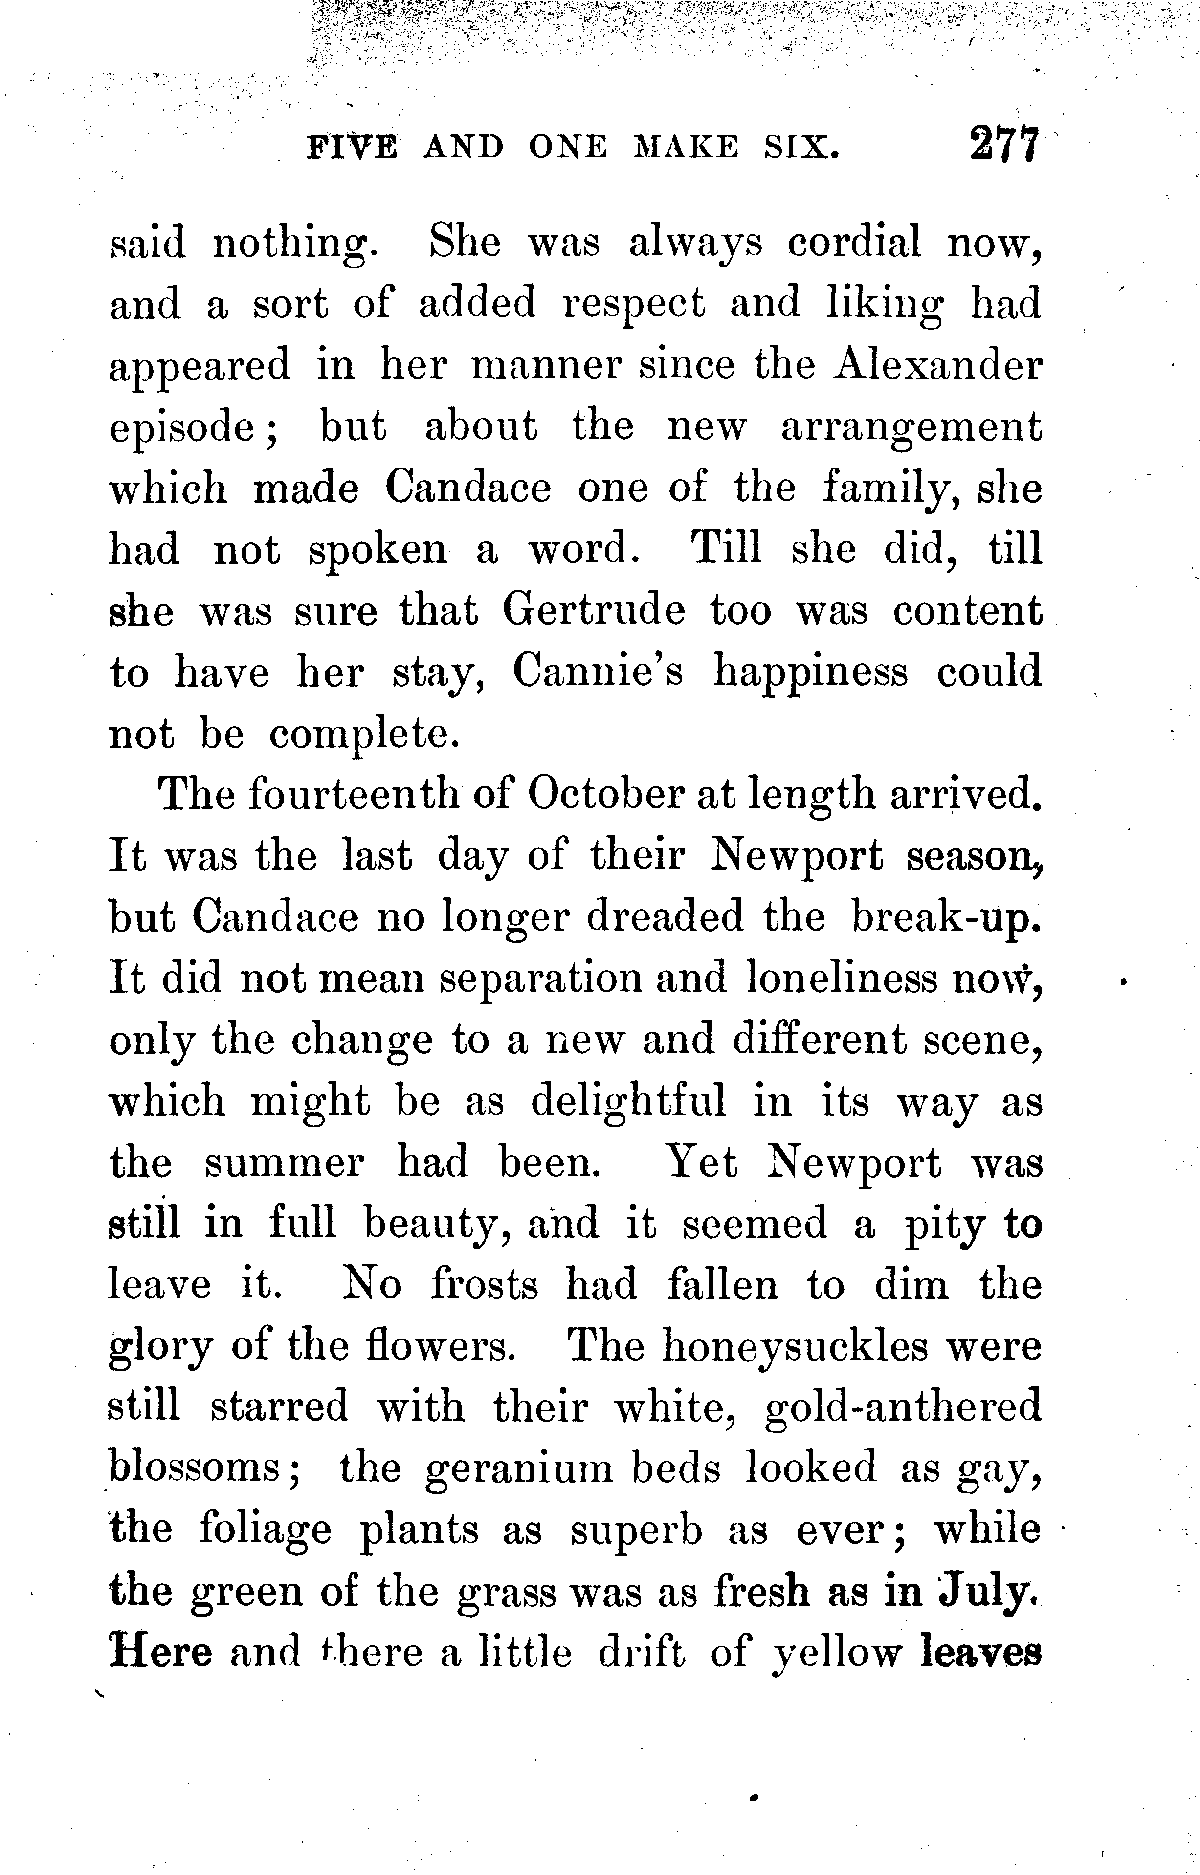 FIVE AND ONE MAKE SIX. 277
said nothing. She was always cordial now,
and a sort of added respect and liking had
appeared in her manner since the Alexander
episode; but about the new arrangement
which made Candace one of the family, she
had not spoken a word. Till she did, till
she was sure that Gertrude too was content
to have her stay, Cannie's happiness could
not be complete.
The fourteenth of October at length arrived.
It was the last day of their Newport season,
but Candace no longer dreaded the break-up.
It did not mean separation and loneliness now,
only the change to a new and different scene,
which might be as delightful in its way as
the summer had been. Yet Newport was
still in full beauty, and it seemed a pity to
leave it. No frosts had fallen to dim the
glory of the flowers. The honeysuckles were
still starred with their white, gold-anthered
blossoms; the geranium beds looked as gay,
the foliage plants as superb as ever; while
the green of the grass was as fresh as in July.
Here and there a little drift of yellow leaves